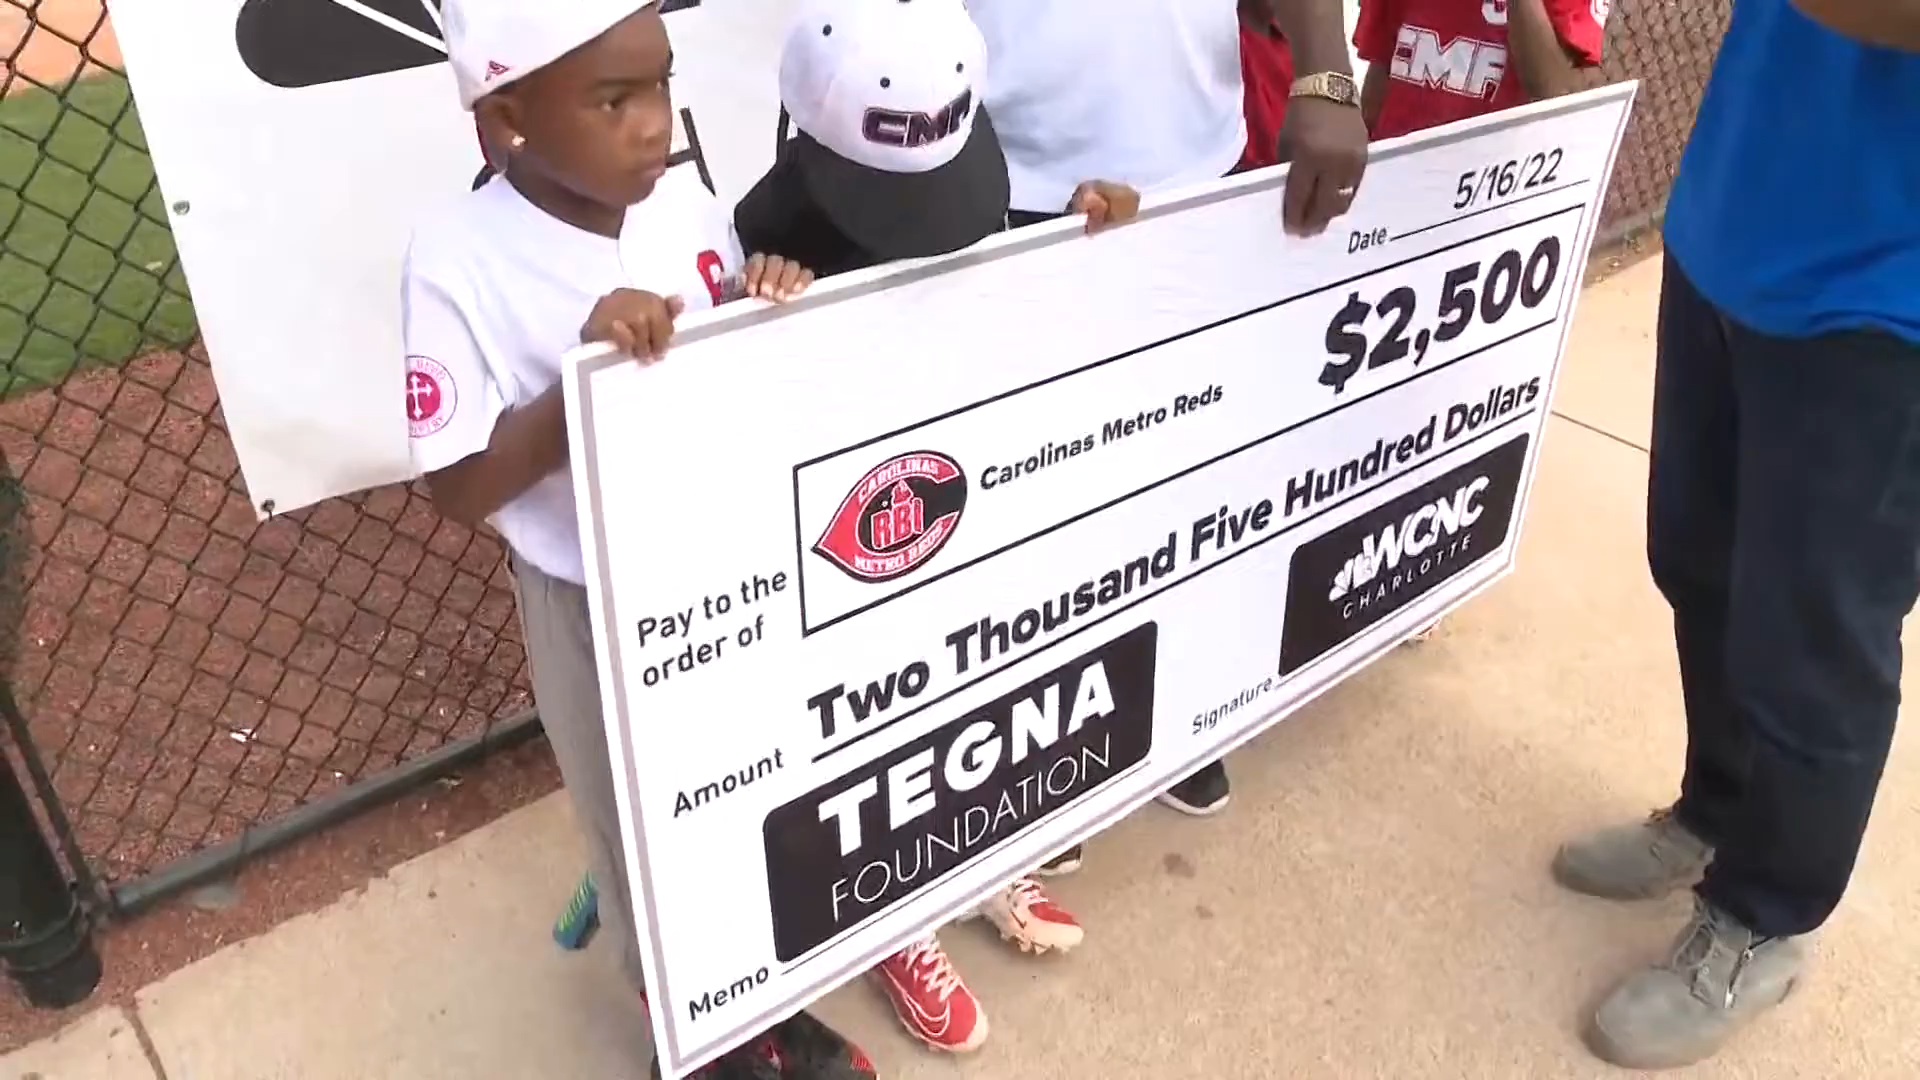 CMR
CMR
Date 5/16/22
$2,500
CAROLINAS
RBI
METRO REDS
Carolinas Metro Reds
Pay to the
order of
Amount Two Thousand Five Hundred Dollars
TEGNA
FOUNDATION
Memo
Signature
WCNC
CHARLOTTE